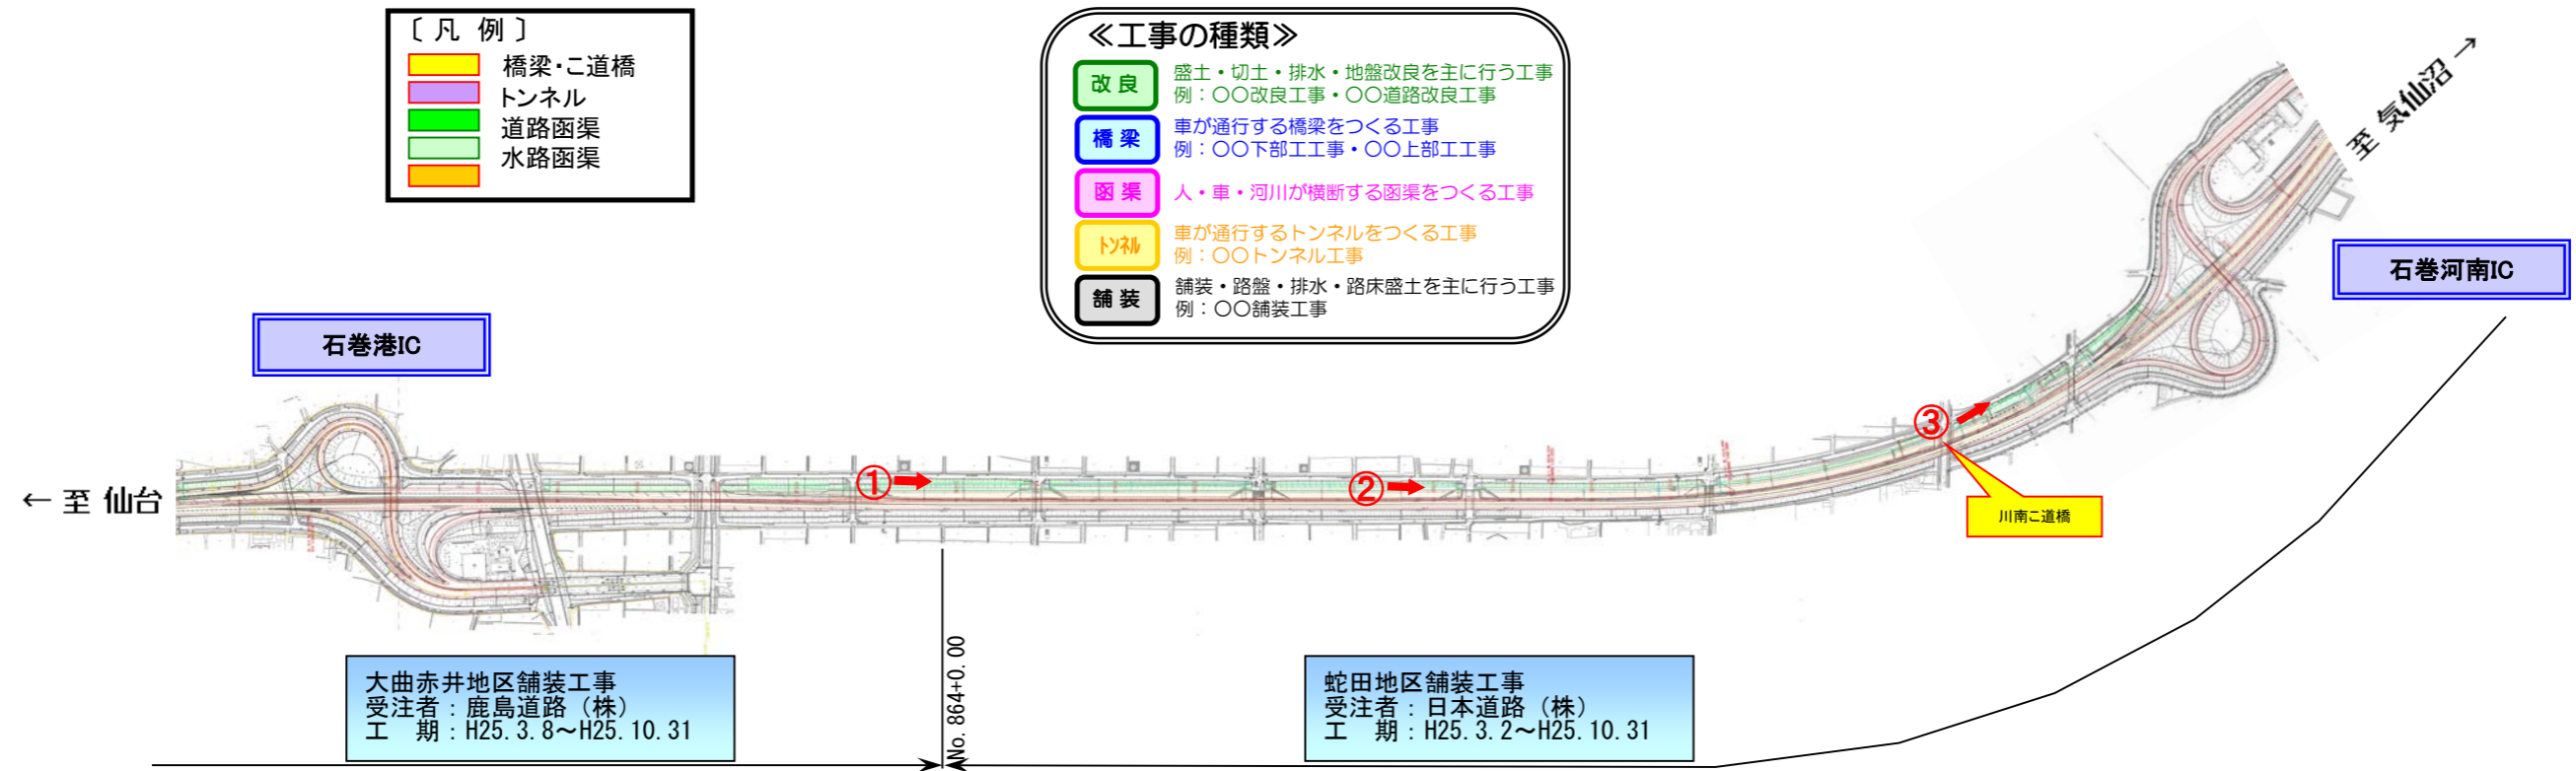 〔 凡 例 〕
橋梁・こ道橋
トンネル
道路函渠
水路函渠
≪工事の種類≫
改良
盛土・切土・排水・地盤改良を主に行う工事
例：〇〇改良工事・〇〇道路改良工事
橋梁
車が通行する橋梁をつくる工事
例：〇〇下部工工事・〇〇上部工工事
函渠
人・車・河川が横断する函渠をつくる工事
トンネル
車が通行するトンネルをつくる工事
例：〇〇トンネル工事
舗装
舗装・路盤・排水・路床盛土を主に行う工事
例：〇〇舗装工事
至 気仙沼 →
石巻河南IC
石巻港IC
← 至 仙台
①
②
③
川南こ道橋
No. 864+0.00
大曲赤井地区舗装工事
受注者：鹿島道路（株）
工　期：H25.3.8～H25.10.31
蛇田地区舗装工事
受注者：日本道路（株）
工　期：H25.3.2～H25.10.31